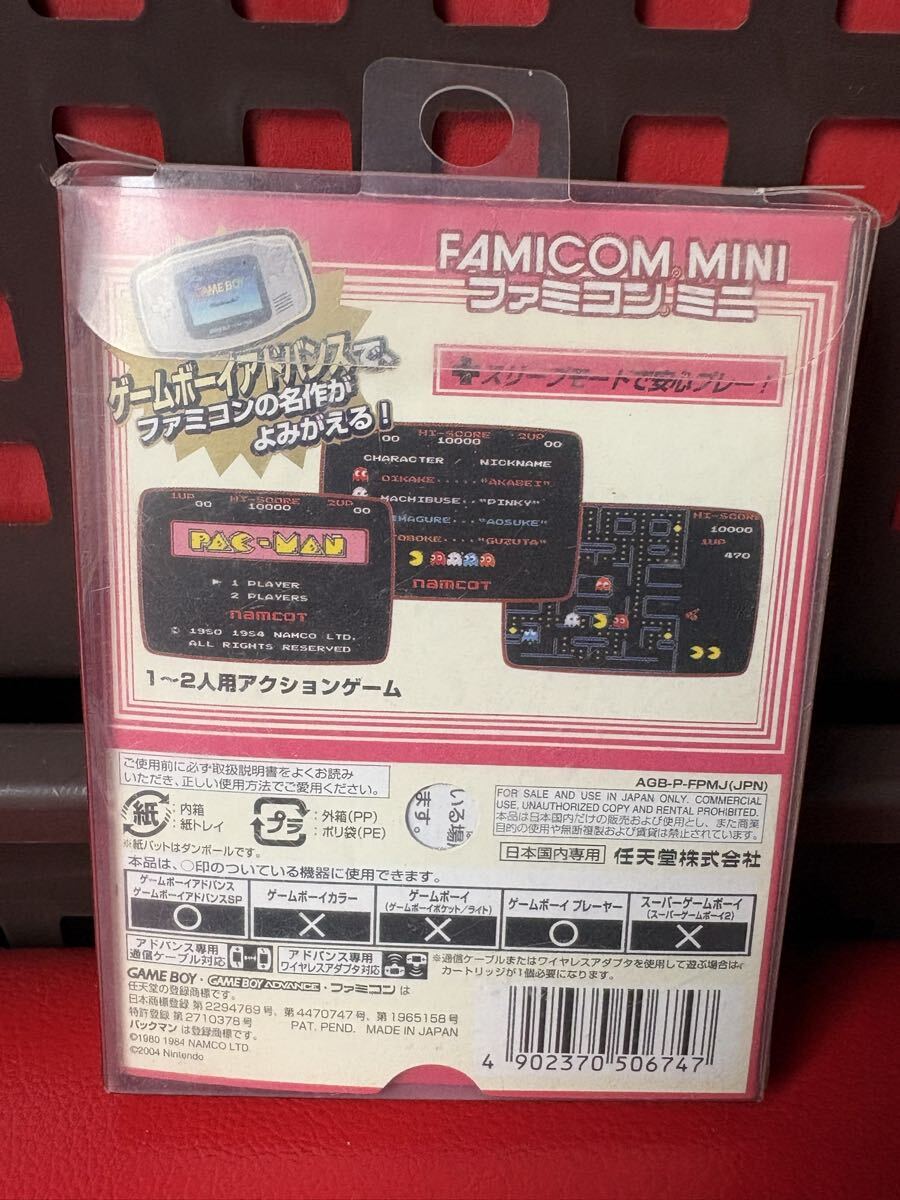 FAMICOM MINI
ファミコンミニ
GAME BOY
ゲームボーイアドバンスで、
ファミコンの名作が
よみがえる!
スリープモードで安心プレー!
00 HI-SCORE 2UP
10000 00
CHARACTER / NICKNAME
OIKAKE·····"AKABEI"
MACHIBUSE··"PINKY"
"AOSUKE"
"GUZUTA"
namcot
1UP HI-SCORE 2UP
00 10000 00
PAC-MAN
1 PLAYER
2 PLAYERS
namcot
© 1980 1984 NAMCO LTD.
ALL RIGHTS RESERVED
HI-SCORE
10000
1UP
470
1〜2人用アクションゲーム
ご使用前に必ず取扱説明書をよくお読み
いただき、正しい使用方法でご愛用ください。
紙 :内箱
:紙トレイ
プラ :外箱(PP)
:ポリ袋(PE)
※紙パットはダンボールです。
いる場
ます。
AGB-P-FPMJ(JPN)
FOR SALE AND USE IN JAPAN ONLY. COMMERCIAL
USE, UNAUTHORIZED COPY AND RENTAL PROHIBITED.
本品は日本国内だけの販売および使用とし、また商業
目的の使用や無断複製および賃貸は禁止されています。
日本国内専用 任天堂株式会社
本品は、○印のついている機器に使用できます。
ゲームボーイアドバンス
ゲームボーイアドバンスSP
○
ゲームボーイカラー
×
ゲームボーイ
(ゲームボーイポケット/ライト)
×
ゲームボーイ プレーヤー
○
スーパーゲームボーイ
(スーパーゲームボーイ2)
×
アドバンス専用
通信ケーブル対応
アドバンス専用
ワイヤレスアダプタ対応
※通信ケーブルまたはワイヤレスアダプタを使用して遊ぶ場合は、
カートリッジが1個必要になります。
GAME BOY・GAME BOY ADVANCE・ファミコン は
任天堂の登録商標です。
日本商標登録 第2294769号、第4470747号、第1965158号
特許登録 第2710378号 PAT. PEND. MADE IN JAPAN
パックマン は登録商標です。
©1980 1984 NAMCO LTD.
©2004 Nintendo
4 902370 506747